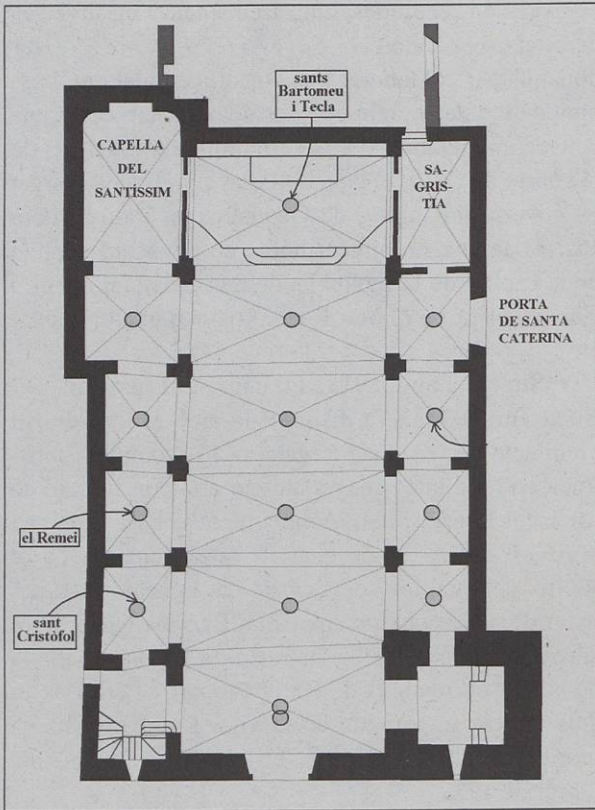 sants
Bartomeu
i Tecla
CAPELLA
DEL
SANTÍSSIM
SA-
GRIS-
TIA
PORTA
DE SANTA
CATERINA
el Remei
sant
Cristòfol